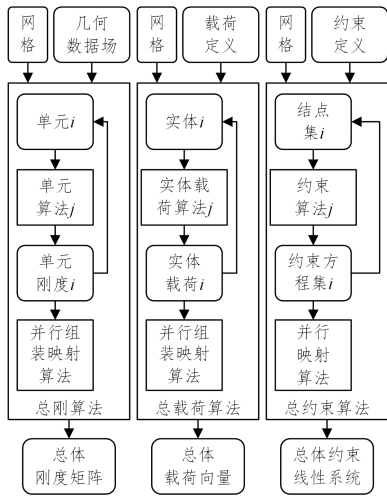 网格
几何
数据场
网格
载荷
定义
网格
约束
定义
单元i
单元
算法j
单元
刚度i
并行组
装映射
算法
总刚算法
总体
刚度矩阵
实体i
实体载
荷算法j
实体
载荷i
并行组
装映射
算法
总载荷算法
总体
载荷向量
结点
集i
约束
算法j
约束方
程集i
并行
映射
算法
总约束算法
总体约束
线性系统